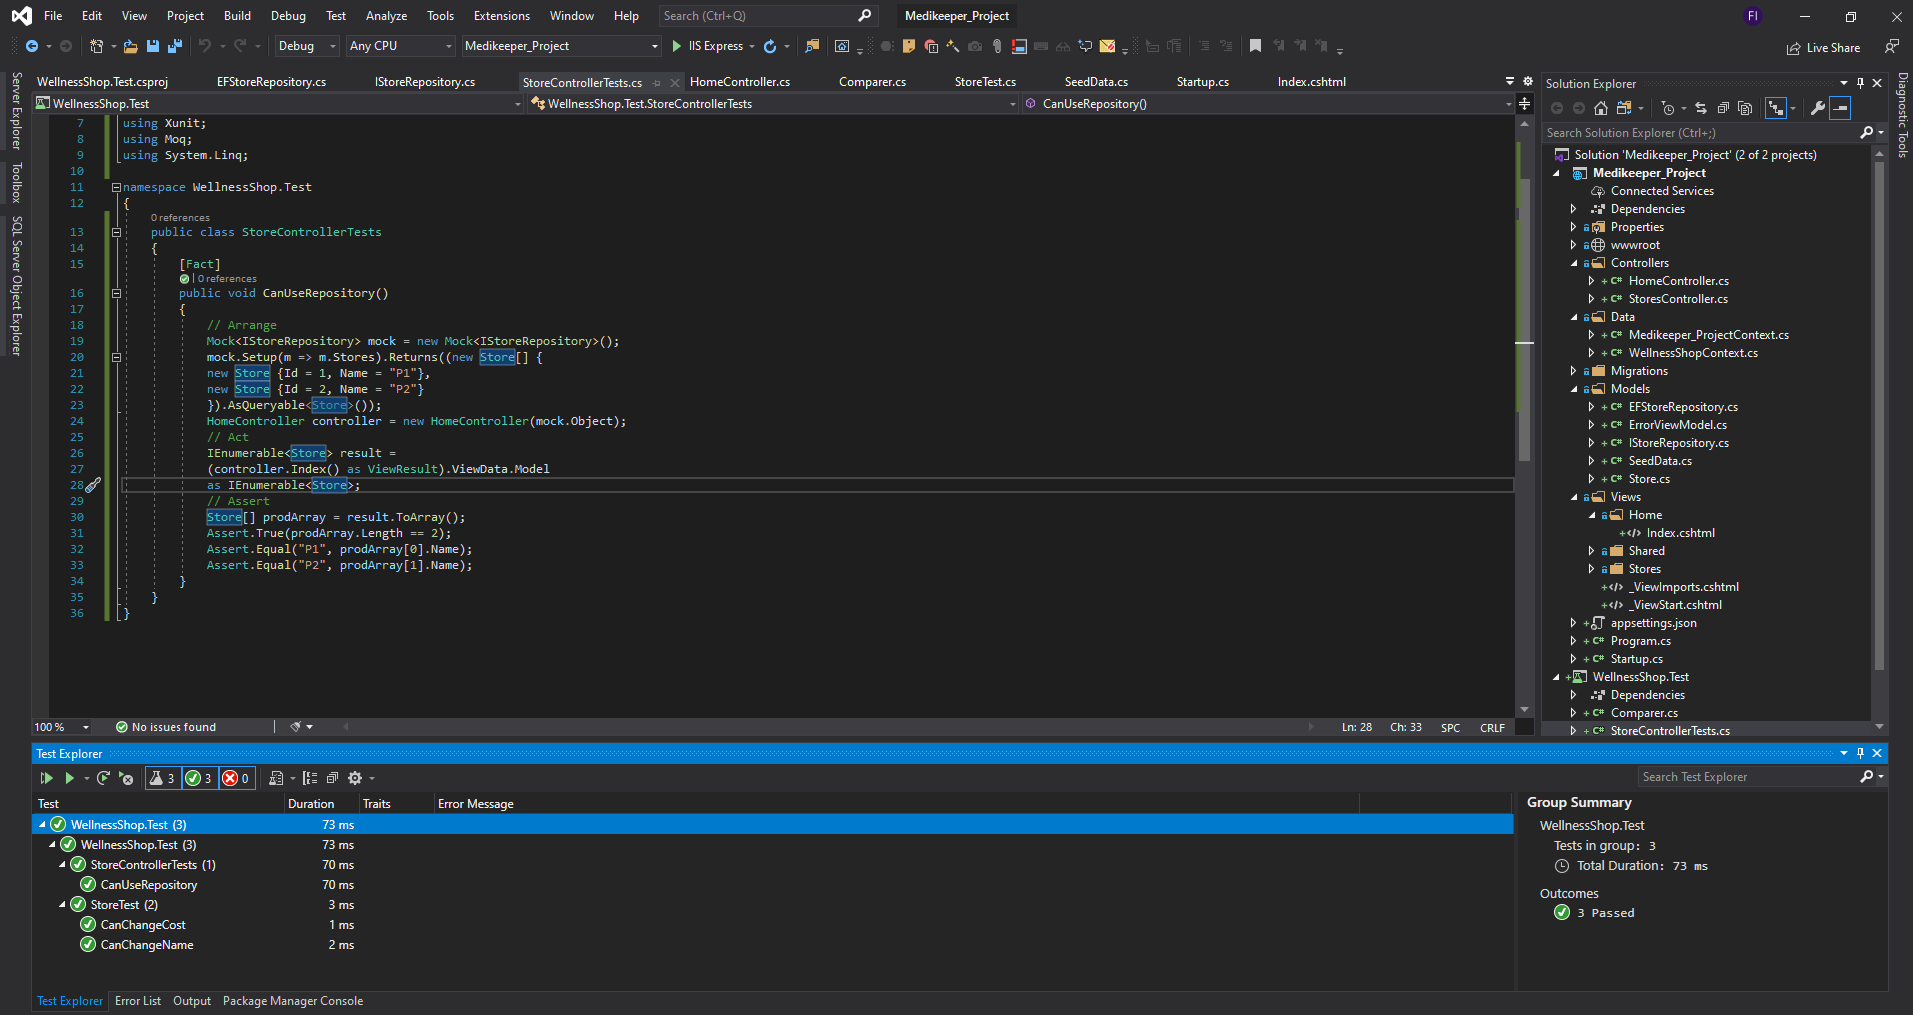 File Edit View Project Build Debug Test Analyze Tools Extensions Window Help Search (Ctrl+Q) Medikeeper_Project FI
Debug Any CPU Medikeeper_Project IIS Express Live Share
WellnessShop.Test.csproj EFStoreRepository.cs IStoreRepository.cs StoreControllerTests.cs HomeController.cs Comparer.cs StoreTest.cs SeedData.cs Startup.cs Index.cshtml
WellnessShop.Test WellnessShop.Test.StoreControllerTests CanUseRepository()
Server Explorer
Toolbox
SQL Server Object Explorer
7 using Xunit;
8 using Moq;
9 using System.Linq;
10
11 namespace WellnessShop.Test
12 {
0 references
13 public class StoreControllerTests
14 {
15 [Fact]
| 0 references
16 public void CanUseRepository()
17 {
18 // Arrange
19 Mock<IStoreRepository> mock = new Mock<IStoreRepository>();
20 mock.Setup(m => m.Stores).Returns((new Store[] {
21 new Store {Id = 1, Name = "P1"},
22 new Store {Id = 2, Name = "P2"}
23 }).AsQueryable<Store>());
24 HomeController controller = new HomeController(mock.Object);
25 // Act
26 IEnumerable<Store> result =
27 (controller.Index() as ViewResult).ViewData.Model
28 as IEnumerable<Store>;
29 // Assert
30 Store[] prodArray = result.ToArray();
31 Assert.True(prodArray.Length == 2);
32 Assert.Equal("P1", prodArray[0].Name);
33 Assert.Equal("P2", prodArray[1].Name);
34 }
35 }
36 }
100 % No issues found Ln: 28 Ch: 33 SPC CRLF
Solution Explorer
Search Solution Explorer (Ctrl+;)
Solution 'Medikeeper_Project' (2 of 2 projects)
Medikeeper_Project
Connected Services
Dependencies
Properties
wwwroot
Controllers
C# HomeController.cs
C# StoresController.cs
Data
C# Medikeeper_ProjectContext.cs
C# WellnessShopContext.cs
Migrations
Models
C# EFStoreRepository.cs
C# ErrorViewModel.cs
C# IStoreRepository.cs
C# SeedData.cs
C# Store.cs
Views
Home
Index.cshtml
Shared
Stores
_ViewImports.cshtml
_ViewStart.cshtml
appsettings.json
C# Program.cs
C# Startup.cs
WellnessShop.Test
Dependencies
C# Comparer.cs
C# StoreControllerTests.cs
Diagnostic Tools
Test Explorer
3 3 0 Search Test Explorer
Test Duration Traits Error Message
WellnessShop.Test (3) 73 ms
WellnessShop.Test (3) 73 ms
StoreControllerTests (1) 70 ms
CanUseRepository 70 ms
StoreTest (2) 3 ms
CanChangeCost 1 ms
CanChangeName 2 ms
Group Summary
WellnessShop.Test
Tests in group: 3
Total Duration: 73 ms
Outcomes
3 Passed
Test Explorer Error List Output Package Manager Console